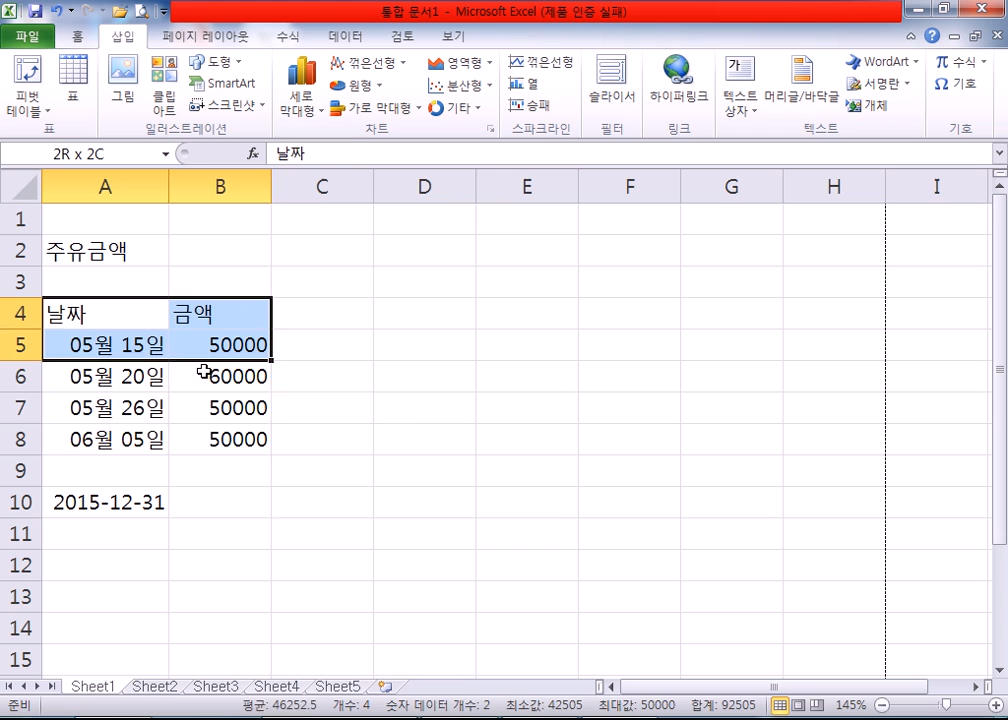 통합 문서1 - Microsoft Excel (제품 인증 실패)
파일 홈 삽입 페이지 레이아웃 수식 데이터 검토 보기
피벗 테이블 표 그림 클립 아트 도형 SmartArt 스크린샷 세로 막대형 꺾은선형 원형 가로 막대형 영역형 분산형 기타 꺾은선형 열 승패 슬라이서 하이퍼링크 텍스트 상자 머리글/바닥글 WordArt 서명란 개체 수식 기호
표 일러스트레이션 차트 스파크라인 필터 링크 텍스트 기호
2R x 2C fx 날짜
A B C D E F G H I
1
2 주유금액
3
4 날짜 금액
5 05월 15일 50000
6 05월 20일 60000
7 05월 26일 50000
8 06월 05일 50000
9
10 2015-12-31
11
12
13
14
15
Sheet1 Sheet2 Sheet3 Sheet4 Sheet5
준비 평균: 46252.5 개수: 4 숫자 데이터 개수: 2 최소값: 42505 최대값: 50000 합계: 92505 145%